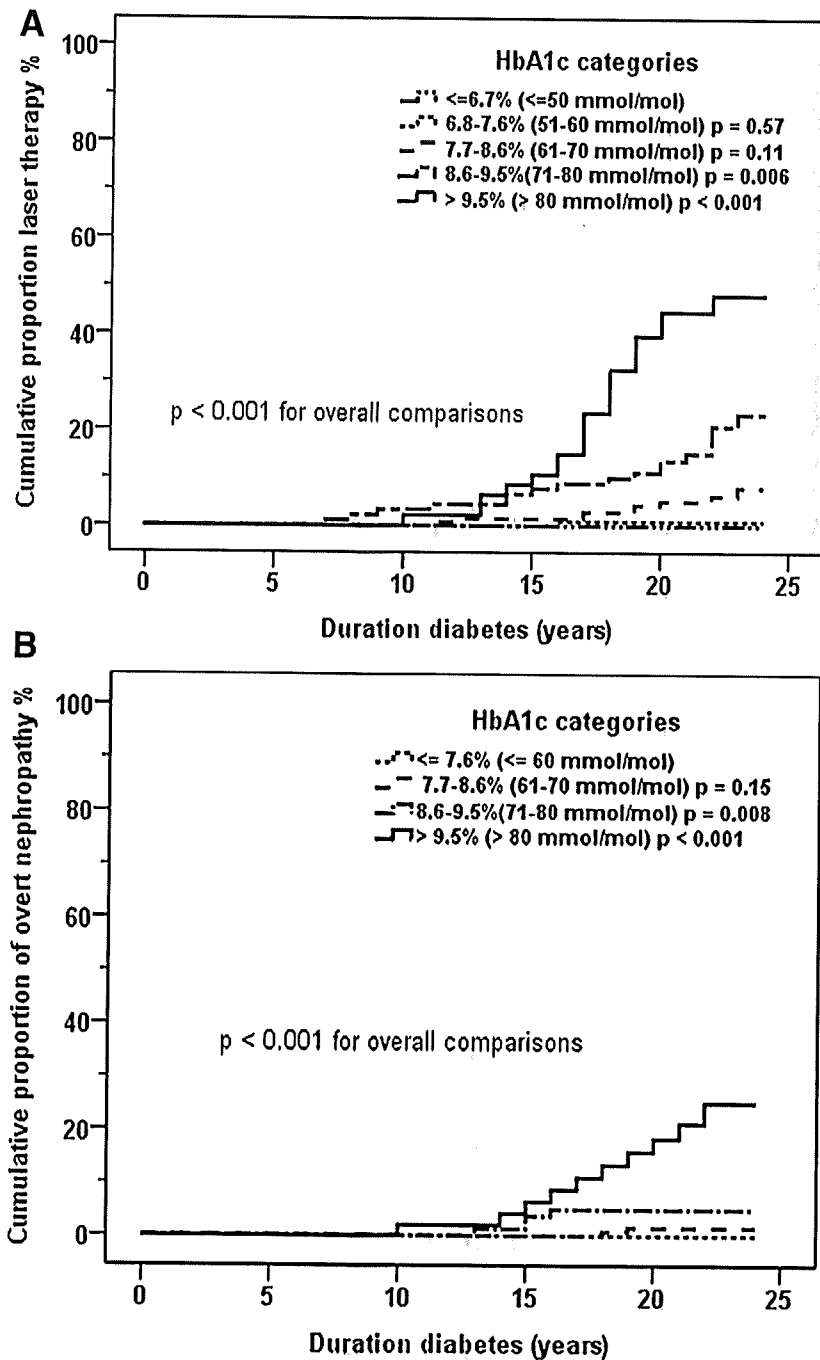 A
Cumulative proportion laser therapy %
100
80
60
40
20
0
HbA1c categories
<=6.7% (<=50 mmol/mol)
6.8-7.6% (51-60 mmol/mol) p = 0.57
7.7-8.6% (61-70 mmol/mol) p = 0.11
8.6-9.5%(71-80 mmol/mol) p = 0.006
> 9.5% (> 80 mmol/mol) p < 0.001
p < 0.001 for overall comparisons
0 5 10 15 20 25
Duration diabetes (years)
B
Cumulative proportion of overt nephropathy %
100
80
60
40
20
0
HbA1c categories
<= 7.6% (<= 60 mmol/mol)
7.7-8.6% (61-70 mmol/mol) p = 0.15
8.6-9.5%(71-80 mmol/mol) p = 0.008
> 9.5% (> 80 mmol/mol) p < 0.001
p < 0.001 for overall comparisons
0 5 10 15 20 25
Duration diabetes (years)